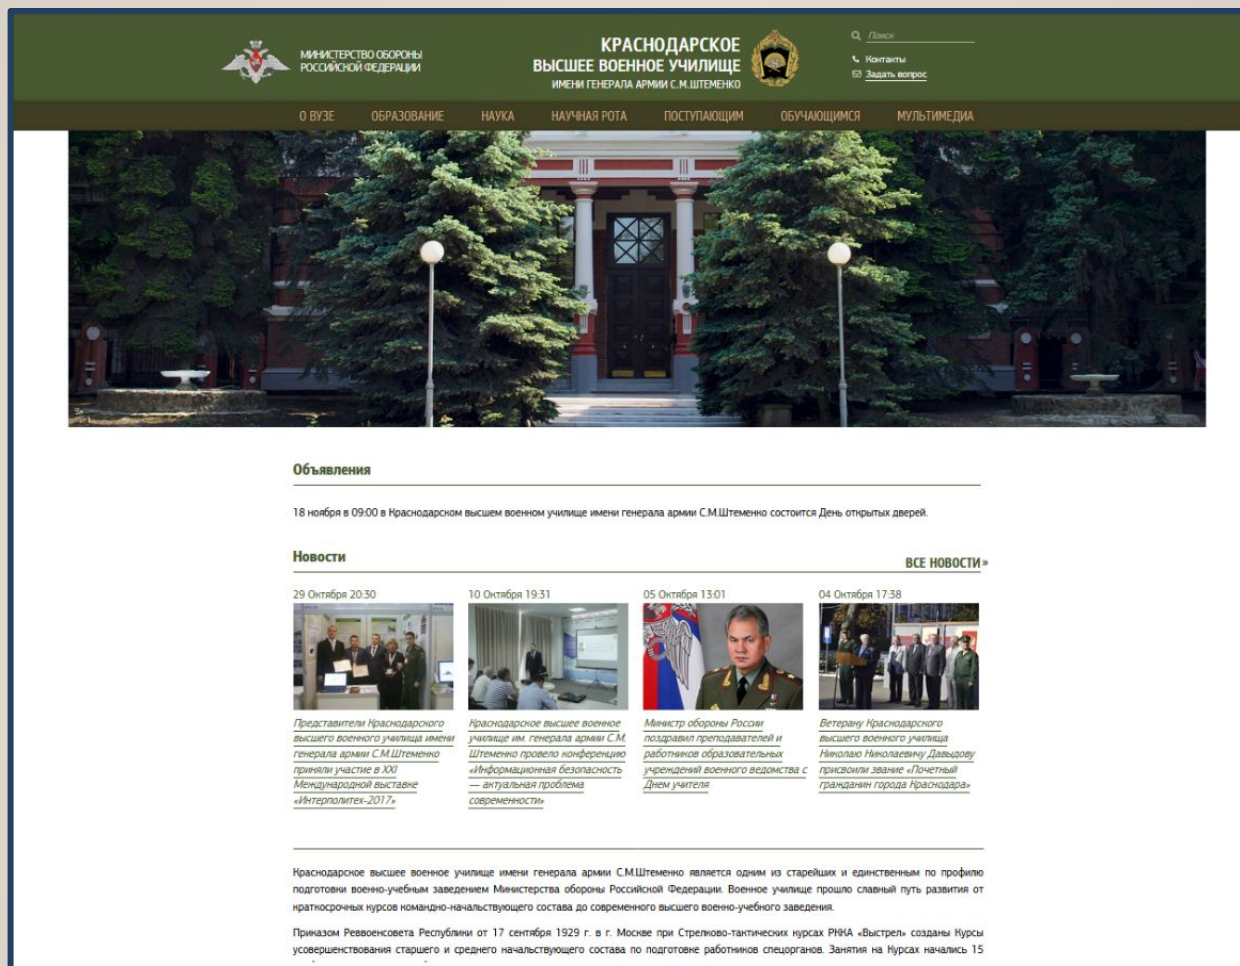 МИНИСТЕРСТВО ОБОРОНЫ
РОССИЙСКОЙ ФЕДЕРАЦИИ
КРАСНОДАРСКОЕ
ВЫСШЕЕ ВОЕННОЕ УЧИЛИЩЕ
ИМЕНИ ГЕНЕРАЛА АРМИИ С.М.ШТЕМЕНКО
Поиск
Контакты
Задать вопрос
О ВУЗЕ ОБРАЗОВАНИЕ НАУКА НАУЧНАЯ РОТА ПОСТУПАЮЩИМ ОБУЧАЮЩИМСЯ МУЛЬТИМЕДИА
Объявления
18 ноября в 09:00 в Краснодарском высшем военном училище имени генерала армии С.М.Штеменко состоится День открытых дверей.
Новости
ВСЕ НОВОСТИ »
29 Октября 20:30
Представители Краснодарского
высшего военного училища имени
генерала армии С.М.Штеменко
приняли участие в XXI
Международной выставке
«Интерполитех-2017»
10 Октября 19:31
Краснодарское высшее военное
училище им. генерала армии С.М.
Штеменко провело конференцию
«Информационная безопасность
— актуальная проблема
современности»
05 Октября 13:01
Министр обороны России
поздравил преподавателей и
работников образовательных
учреждений военного ведомства с
Днем учителя
04 Октября 17:38
Ветерану Краснодарского
высшего военного училища
Николаю Николаевичу Давыдову
присвоили звание «Почетный
гражданин города Краснодара»
Краснодарское высшее военное училище имени генерала армии С.М.Штеменко является одним из старейших и единственным по профилю
подготовки военно-учебным заведением Министерства обороны Российской Федерации. Военное училище прошло славный путь развития от
краткосрочных курсов командно-начальствующего состава до современного высшего военно-учебного заведения.
Приказом Реввоенсовета Республики от 17 сентября 1929 г. в г. Москве при Стрелково-тактических курсах РККА «Выстрел» созданы Курсы
усовершенствования старшего и среднего начальствующего состава по подготовке работников спецорганов. Занятия на Курсах начались 15